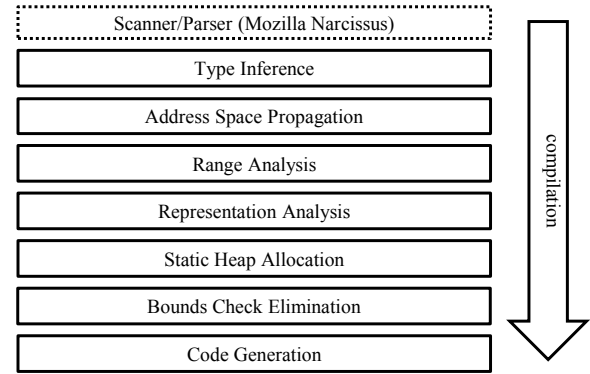 Scanner/Parser (Mozilla Narcissus)
Type Inference
Address Space Propagation
Range Analysis
Representation Analysis
Static Heap Allocation
Bounds Check Elimination
Code Generation
compilation